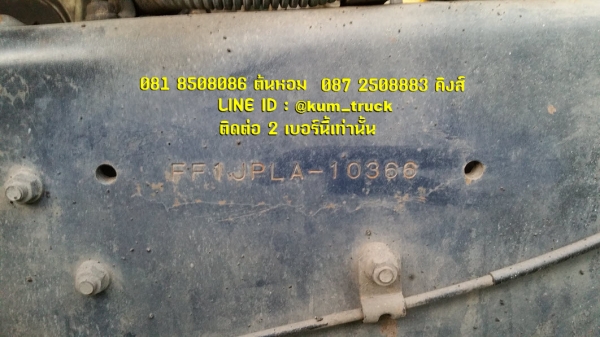 081 8508086 ต้นหอม 087 2508883 คิงส์
LINE ID : @kum_truck
ติดต่อ 2 เบอร์นี้เท่านั้น
FF1JPLA-10366